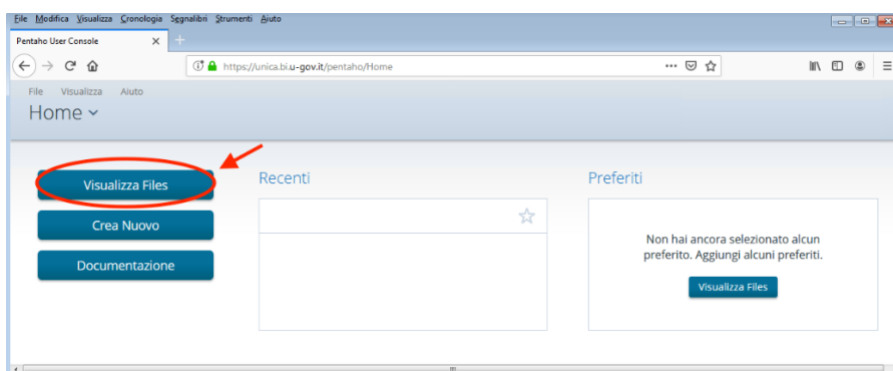 File Modifica Visualizza Cronologia Segnalibri Strumenti Aiuto
Pentaho User Console
https://unica.bi.u-gov.it/pentaho/Home
File Visualizza Aiuto
Home
Visualizza Files
Recenti
Preferiti
Crea Nuovo
Non hai ancora selezionato alcun
preferito. Aggiungi alcuni preferiti.
Documentazione
Visualizza Files